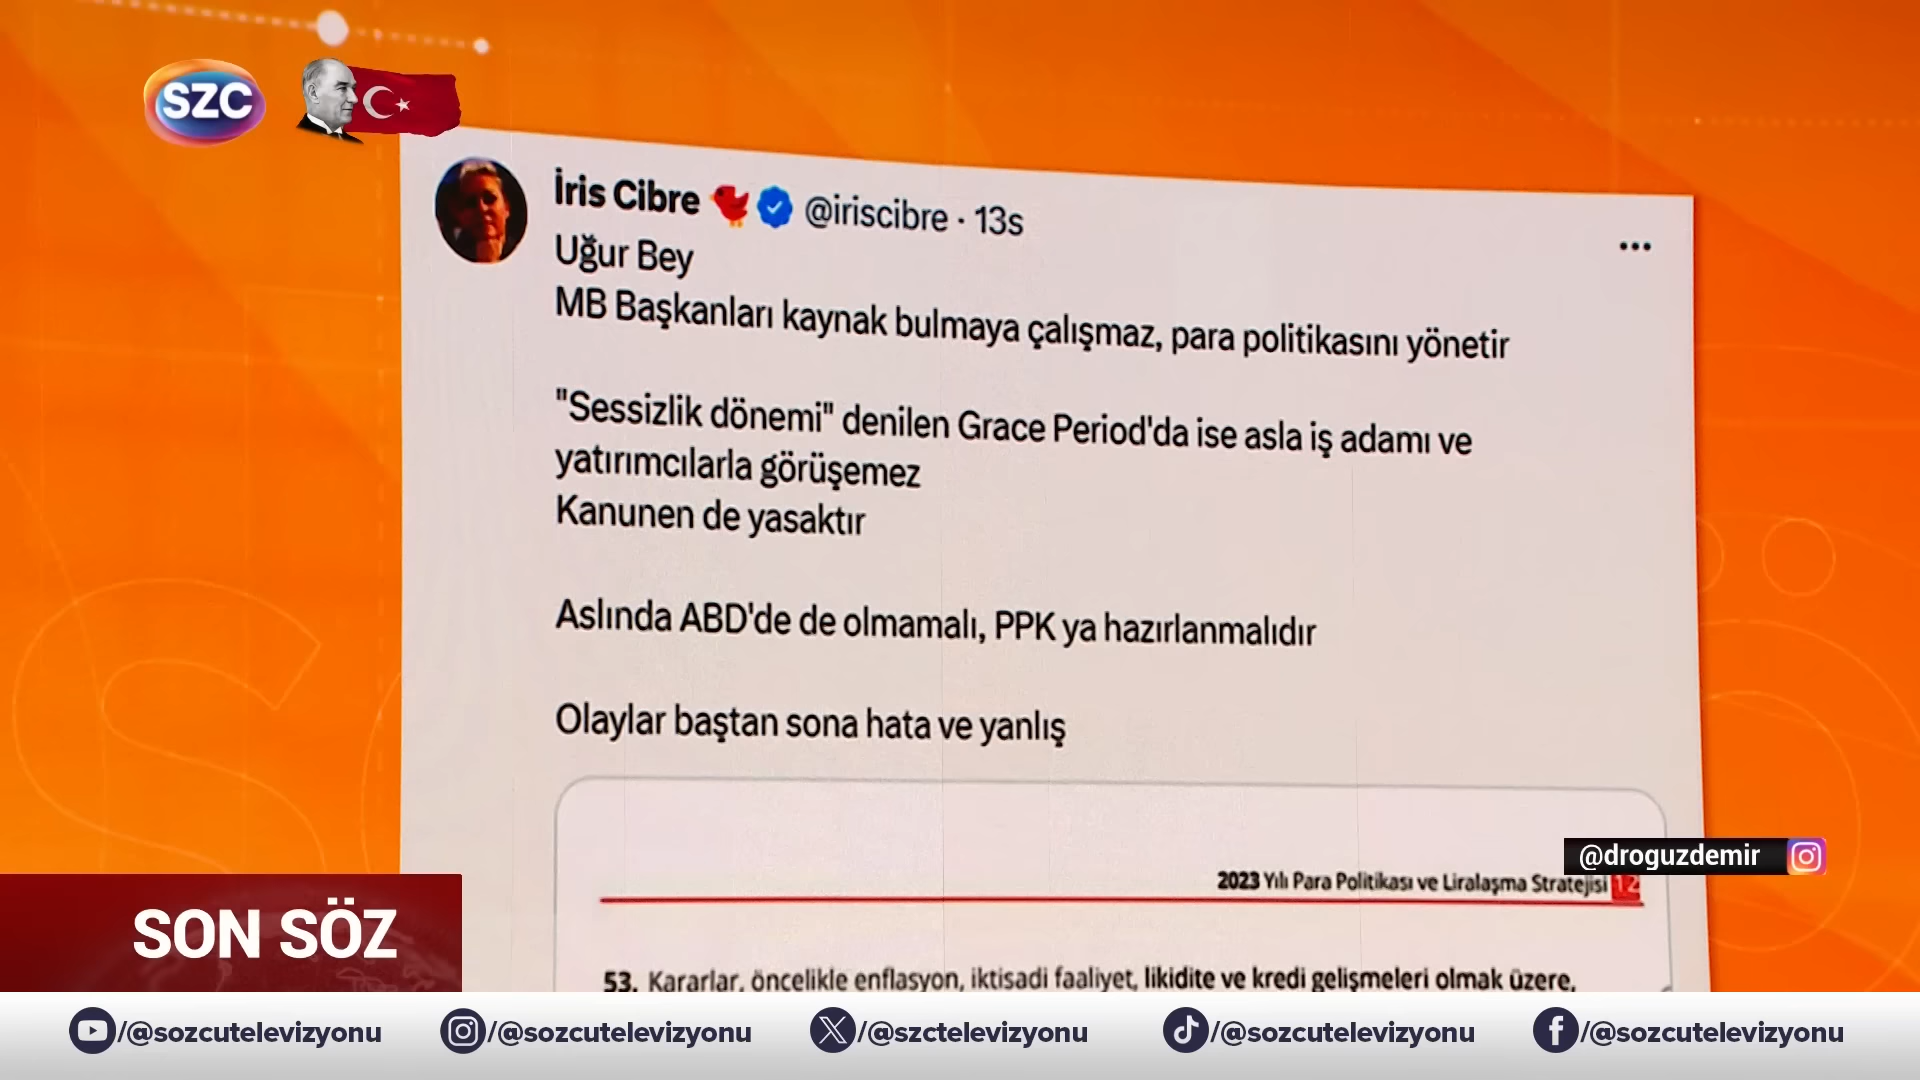 SZC
İris Cibre @iriscibre · 13s
Uğur Bey
MB Başkanları kaynak bulmaya çalışmaz, para politikasını yönetir
"Sessizlik dönemi" denilen Grace Period'da ise asla iş adamı ve
yatırımcılarla görüşemez
Kanunen de yasaktır
Aslında ABD'de de olmamalı, PPK ya hazırlanmalıdır
Olaylar baştan sona hata ve yanlış
@droguzdemir
2023 Yılı Para Politikası ve Liralaşma Stratejisi 12
53. Kararlar, öncelikle enflasyon, iktisadi faaliyet, likidite ve kredi gelişmeleri olmak üzere,
SON SÖZ
/@sozcutelevizyonu /@sozcutelevizyonu /@szctelevizyonu /@sozcutelevizyonu /@sozcutelevizyonu